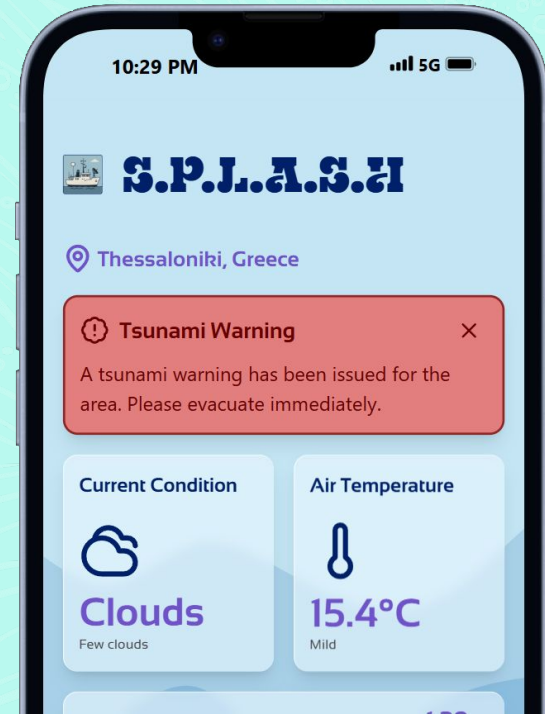 10:29 PM 5G
S.P.L.A.S.H
Thessaloniki, Greece
Tsunami Warning
A tsunami warning has been issued for the
area. Please evacuate immediately.
Current Condition
Clouds
Few clouds
Air Temperature
15.4°C
Mild